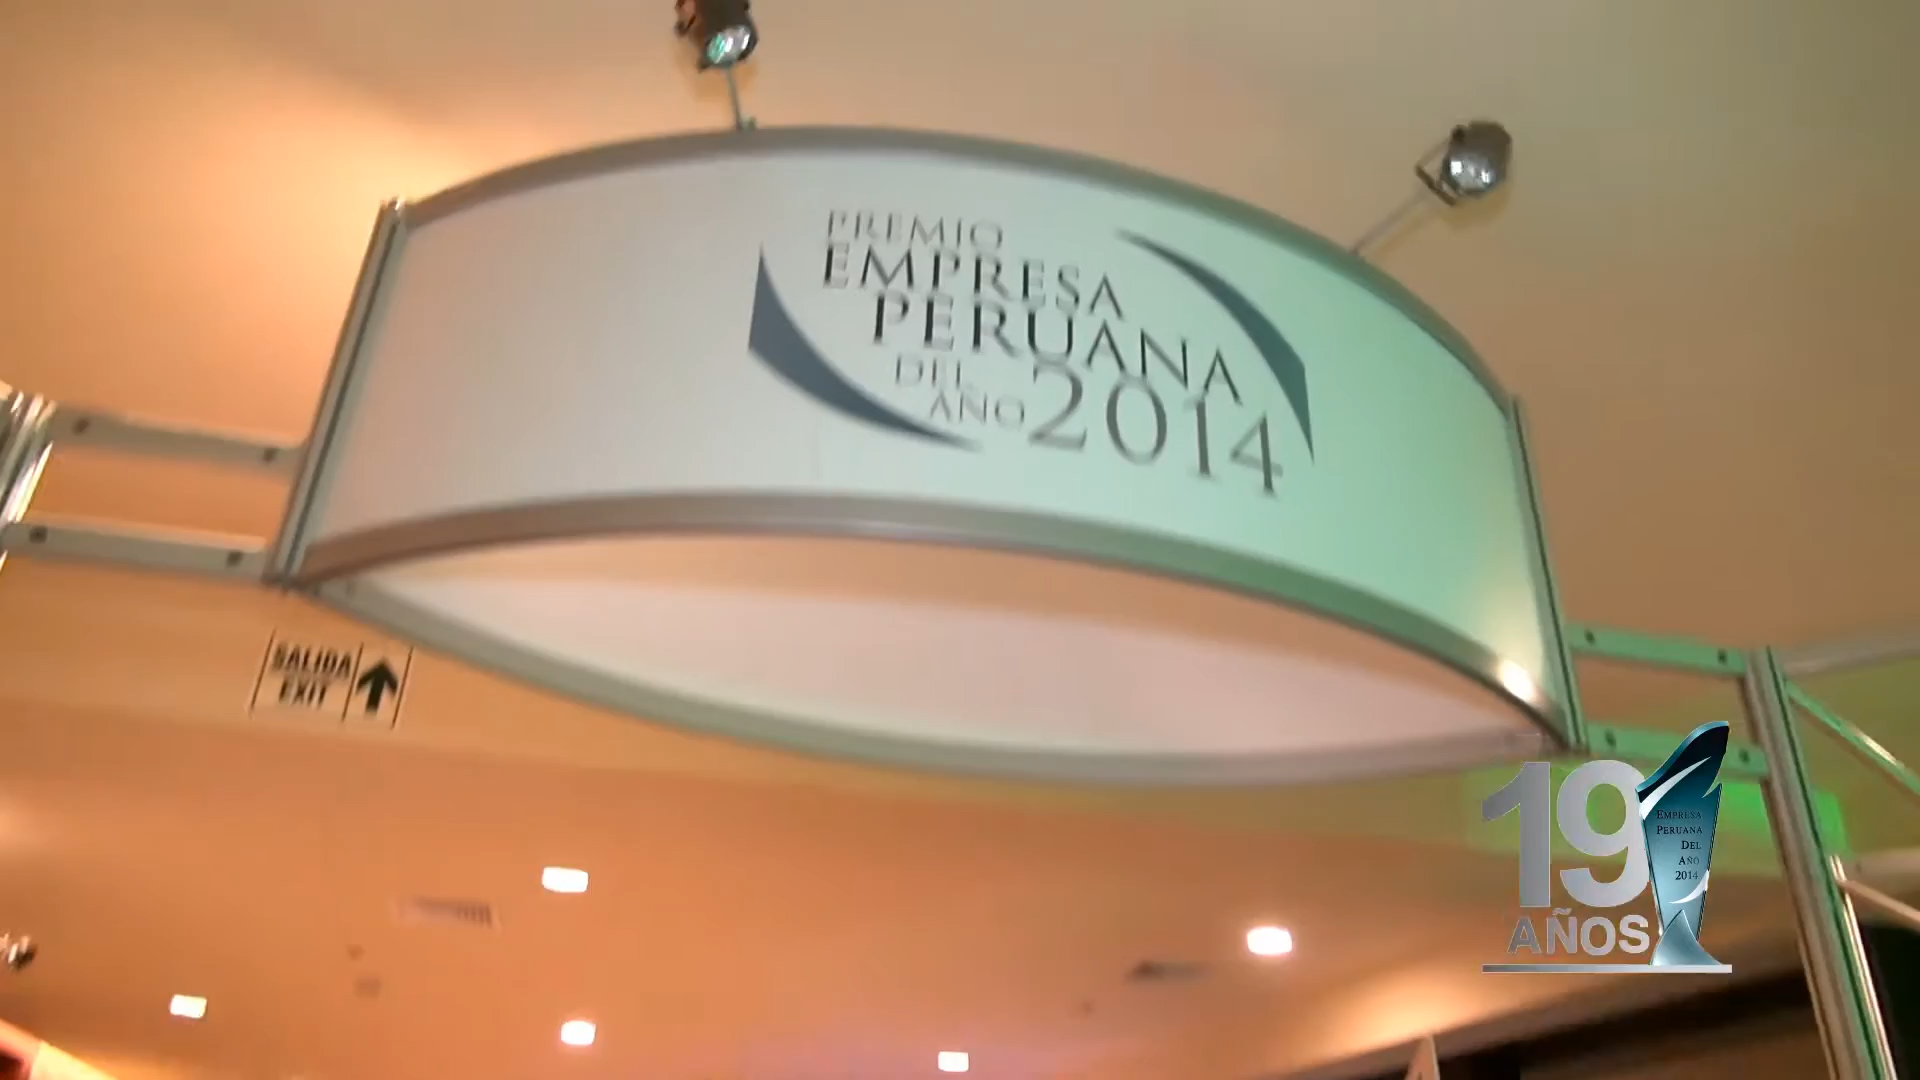 PREMIO
EMPRESA
PERUANA
DEL
AÑO 2014
SALIDA
EXIT
19
AÑOS
EMPRESA
PERUANA
DEL
AÑO
2014